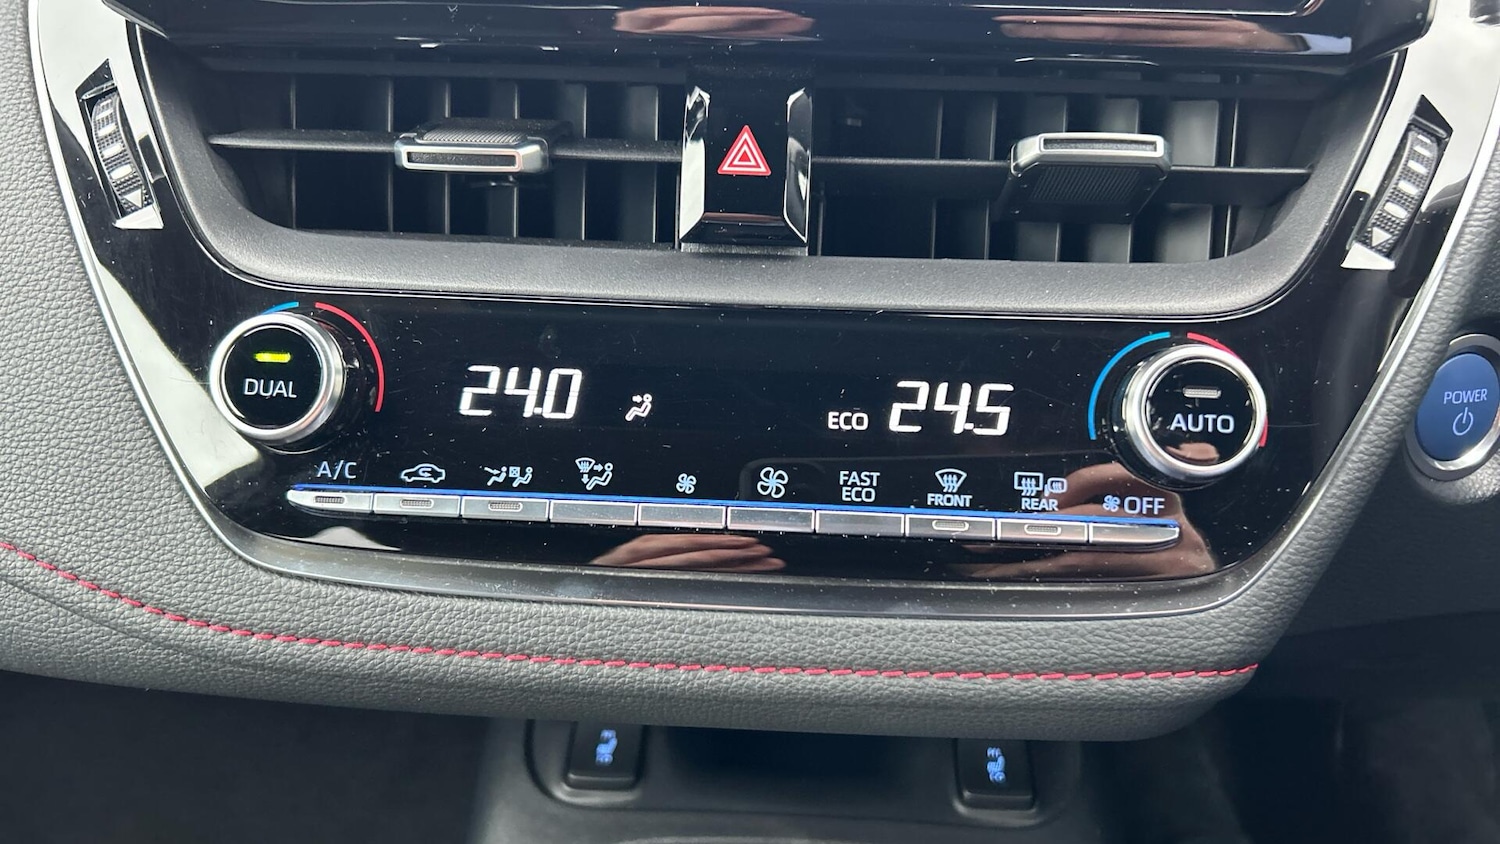 POWER
DUAL
24.0
ECO
24.5
AUTO
A/C
FAST
ECO
FRONT
REAR
OFF